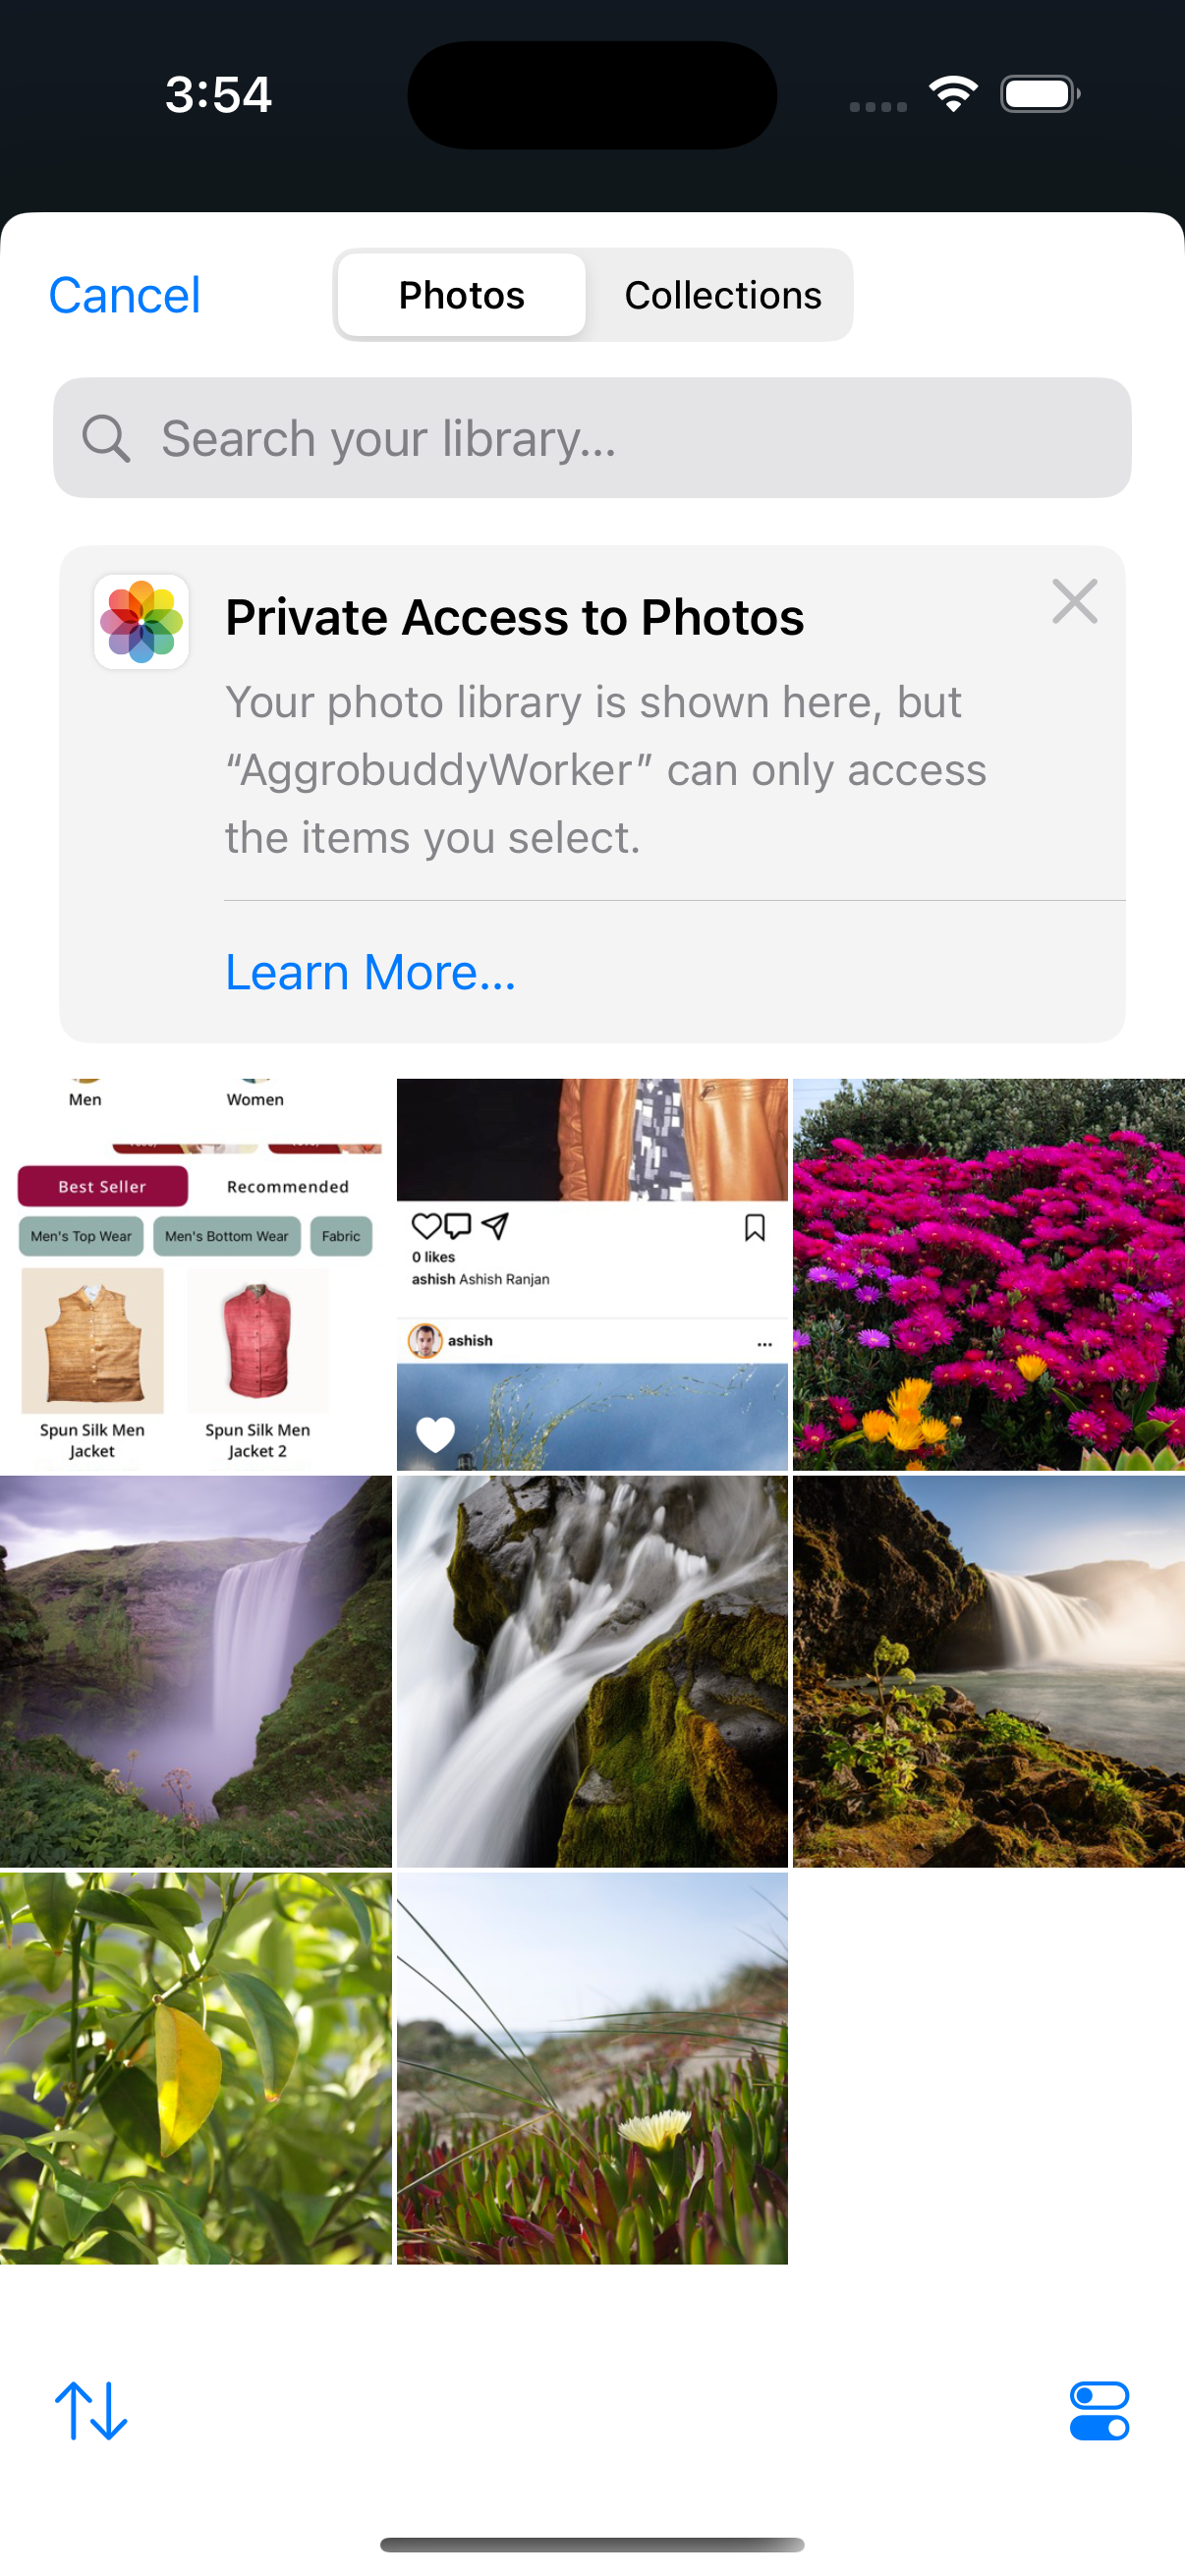 3:54
Cancel
Photos
Collections
Search your library...
Private Access to Photos
Your photo library is shown here, but
“AggrobuddyWorker” can only access
the items you select.
Learn More...
Men
Women
Best Seller
Recommended
Men's Top Wear
Men's Bottom Wear
Fabric
Spun Silk Men
Jacket
Spun Silk Men
Jacket 2
0 likes
ashish Ashish Ranjan
ashish